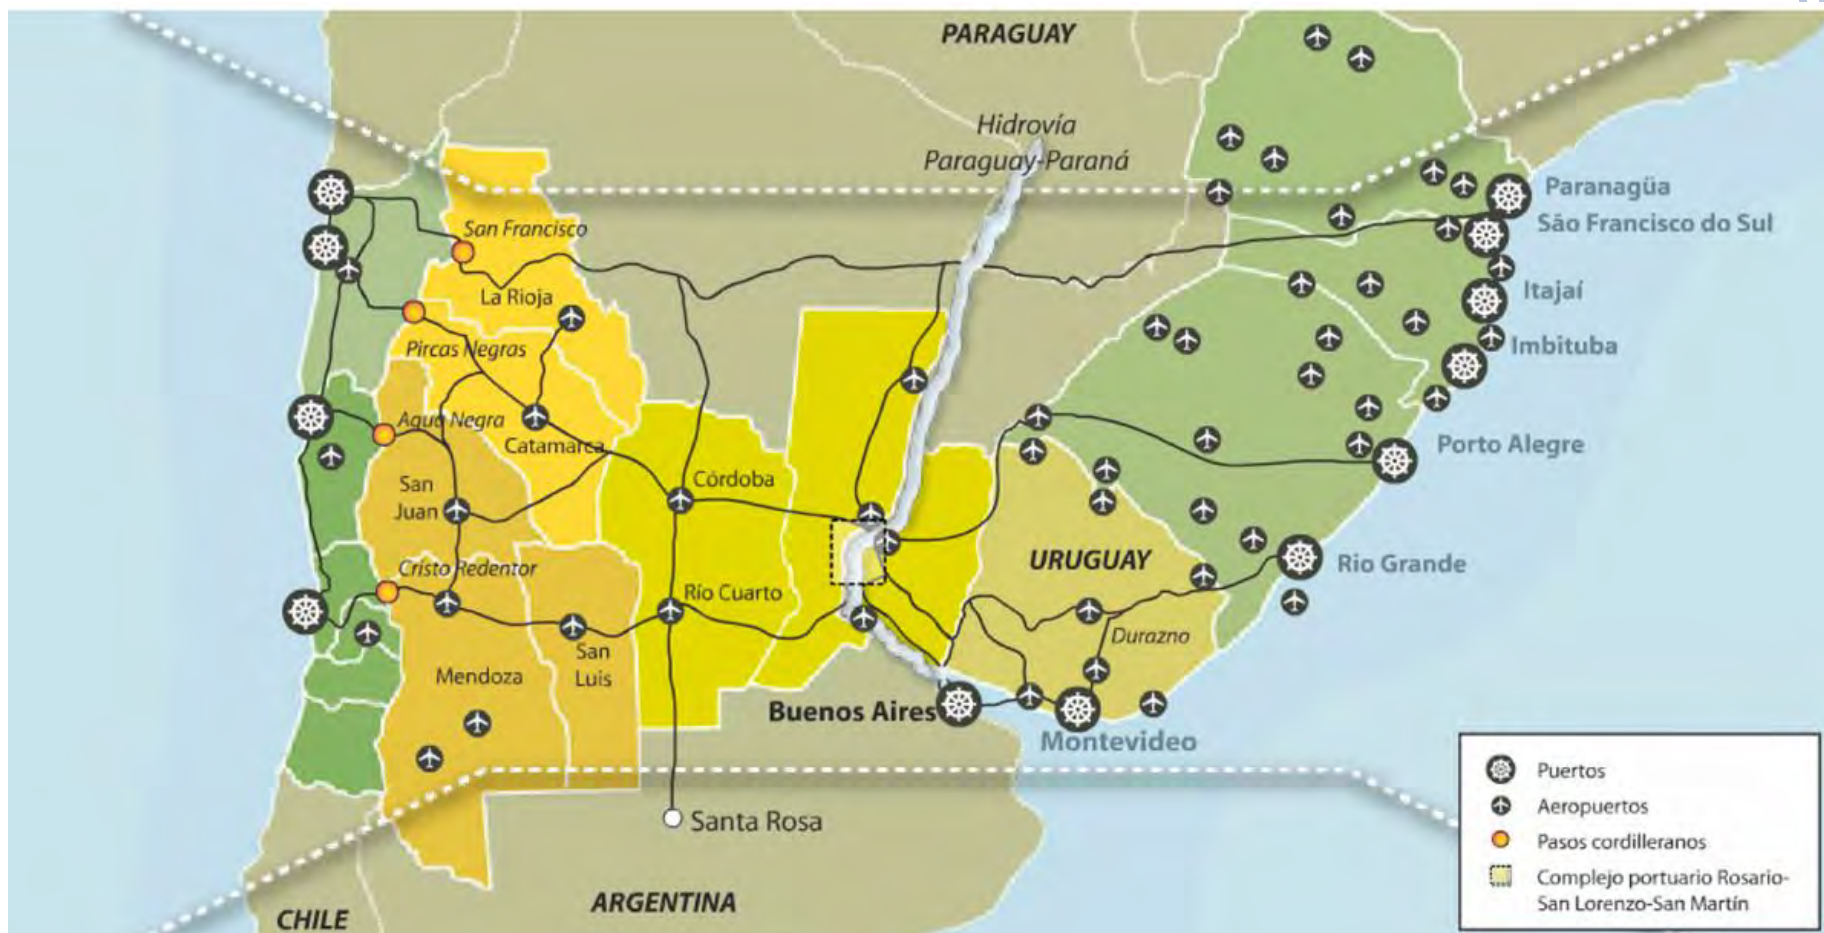 PARAGUAY
Hidrovía
Paraguay-Paraná
Paranagüa
São Francisco do Sul
San Francisco
Itajaí
La Rioja
Imbituba
Pircas Negras
Agua Negra
Catamarca
Porto Alegre
Córdoba
San
Juan
URUGUAY
Rio Grande
Cristo Redentor
Río Cuarto
Durazno
San
Luis
Mendoza
Buenos Aires
Montevideo
Santa Rosa
ARGENTINA
CHILE
Puertos
Aeropuertos
Pasos cordilleranos
Complejo portuario Rosario-
San Lorenzo-San Martín